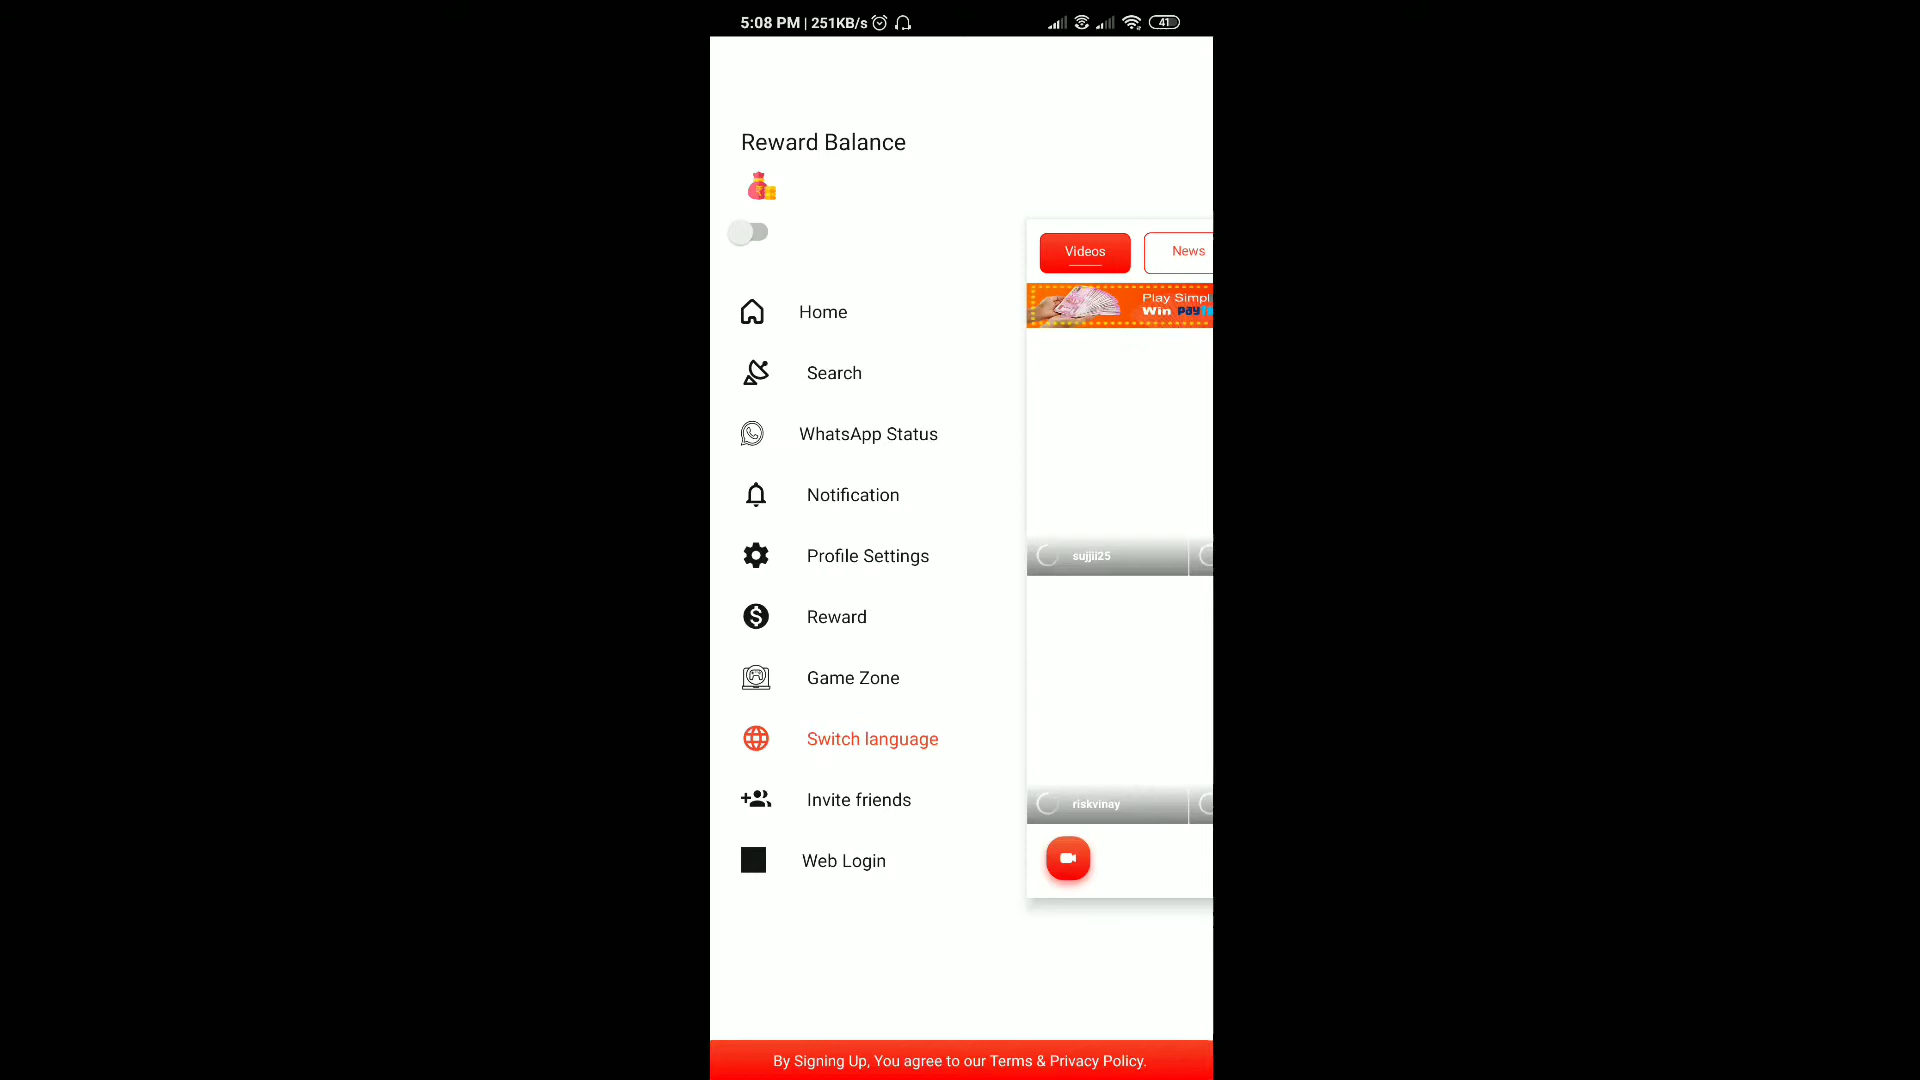 5:08 PM | 251KB/s
41
Reward Balance
Videos
News
Play Simpl
Win Payt
Home
Search
WhatsApp Status
Notification
sujjii25
Profile Settings
Reward
Game Zone
Switch language
Invite friends
riskvinay
Web Login
By Signing Up, You agree to our Terms & Privacy Policy.